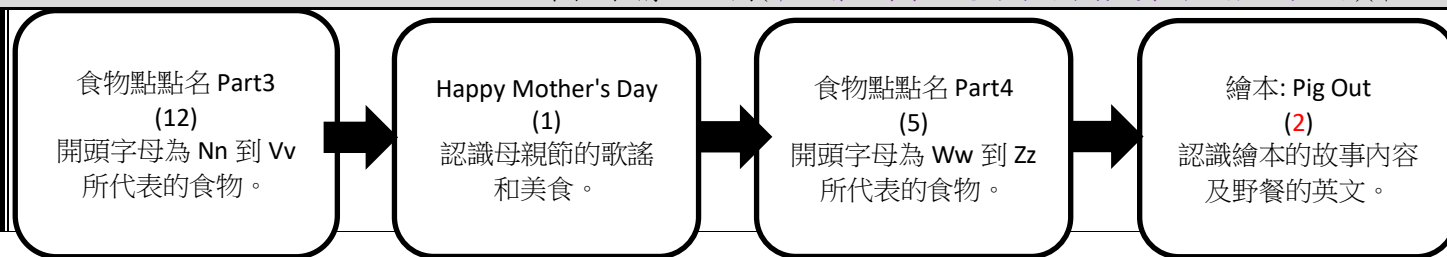 食物點點名 Part3
(12)
開頭字母為 Nn 到 Vv
所代表的食物。
Happy Mother's Day
(1)
認識母親節的歌謠
和美食。
食物點點名 Part4
(5)
開頭字母為 Ww 到 Zz
所代表的食物。
繪本: Pig Out
(2)
認識繪本的故事內容
及野餐的英文。